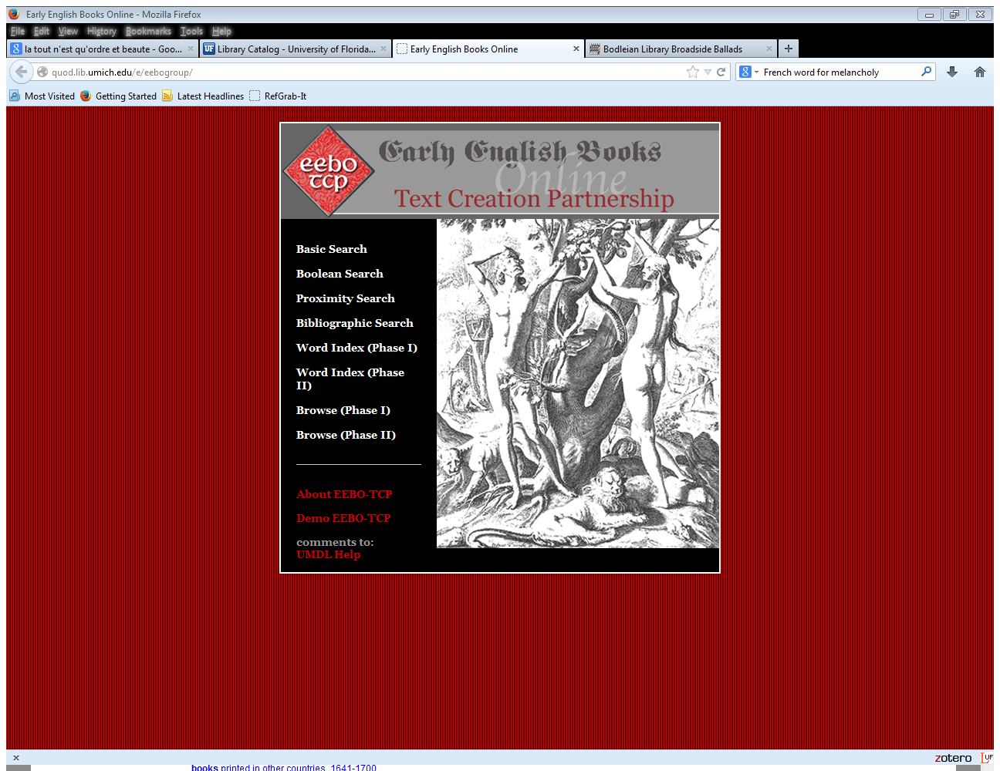 Early English Books Online - Mozilla Firefox
File Edit View History Bookmarks Tools Help
la tout n'est qu'ordre et beaute - Goo... Library Catalog - University of Florida... Early English Books Online Bodleian Library Broadside Ballads
quod.lib.umich.edu/e/eebogroup/ French word for melancholy
Most Visited Getting Started Latest Headlines RefGrab-It
eebo
tcp
Early English Books
Online
Text Creation Partnership
Basic Search
Boolean Search
Proximity Search
Bibliographic Search
Word Index (Phase I)
Word Index (Phase
II)
Browse (Phase I)
Browse (Phase II)
About EEBO-TCP
Demo EEBO-TCP
comments to:
UMDL Help
zotero UF
books printed in other countries, 1641-1700